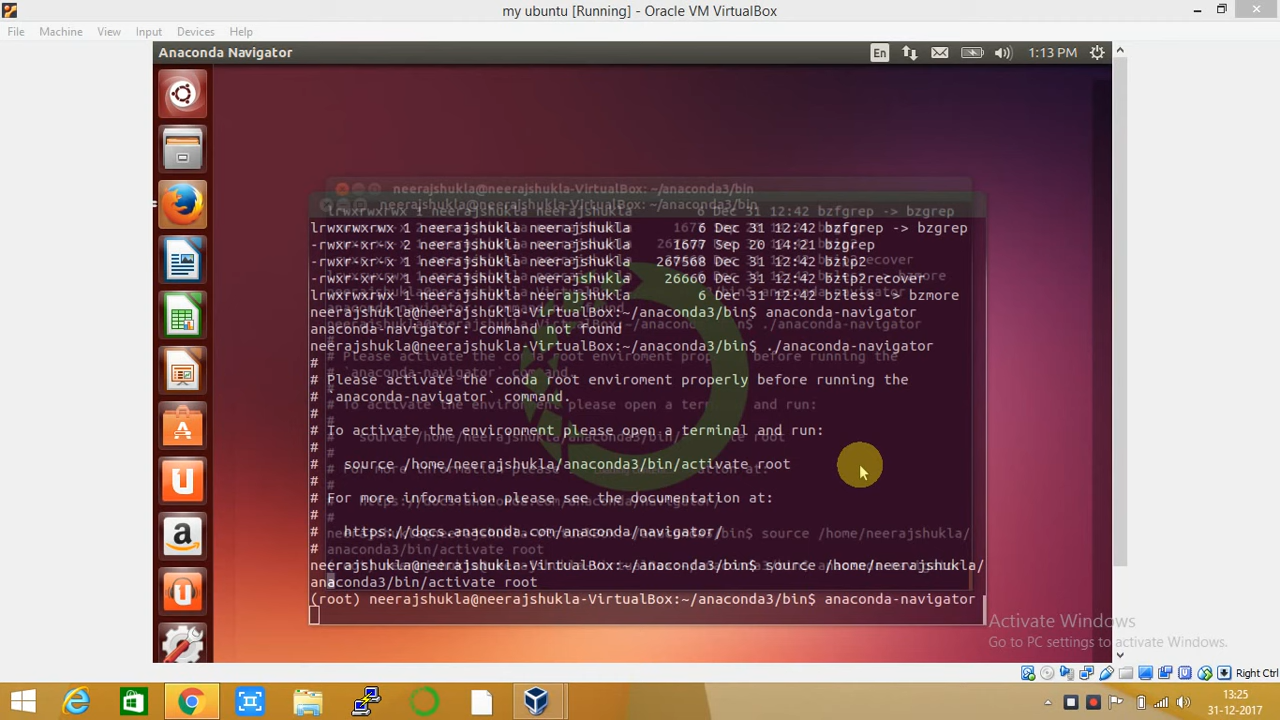 my ubuntu [Running] - Oracle VM VirtualBox
File Machine View Input Devices Help
Anaconda Navigator
En
1:13 PM
neerajshukla@neerajshukla-VirtualBox: ~/anaconda3/bin
neerajshukla@neerajshukla-VirtualBox: ~/anaconda3/bin
lrwxrwxrwx 1 neerajshukla neerajshukla 6 Dec 31 12:42 bzfgrep -> bzgrep
-rwxr-xr-x 2 neerajshukla neerajshukla 1677 Sep 20 14:42 bzgrep
-rwxr-xr-x 1 neerajshukla neerajshukla 267568 Dec 31 12:42 bzip2
-rwxr-xr-x 1 neerajshukla neerajshukla 26660 Dec 31 12:42 bzip2recover
lrwxrwxrwx 1 neerajshukla neerajshukla 6 Dec 31 12:42 bzless -> bzmore
neerajshukla@neerajshukla-VirtualBox:~/anaconda3/bin$ anaconda-navigator
anaconda-navigator: command not found
neerajshukla@neerajshukla-VirtualBox:~/anaconda3/bin$ ./anaconda-navigator
#
# Please activate the conda root enviroment properly before running the
# `anaconda-navigator` command.
#
# To activate the environment please open a terminal and run:
#
# source /home/neerajshukla/anaconda3/bin/activate root
#
# For more information please see the documentation at:
#
# https://docs.anaconda.com/anaconda/navigator/
#
neerajshukla@neerajshukla-VirtualBox:~/anaconda3/bin$ source /home/neerajshukla/
anaconda3/bin/activate root
(root) neerajshukla@neerajshukla-VirtualBox:~/anaconda3/bin$ anaconda-navigator
Activate Windows
Go to PC settings to activate Windows.
Right Ctrl
13:25
31-12-2017